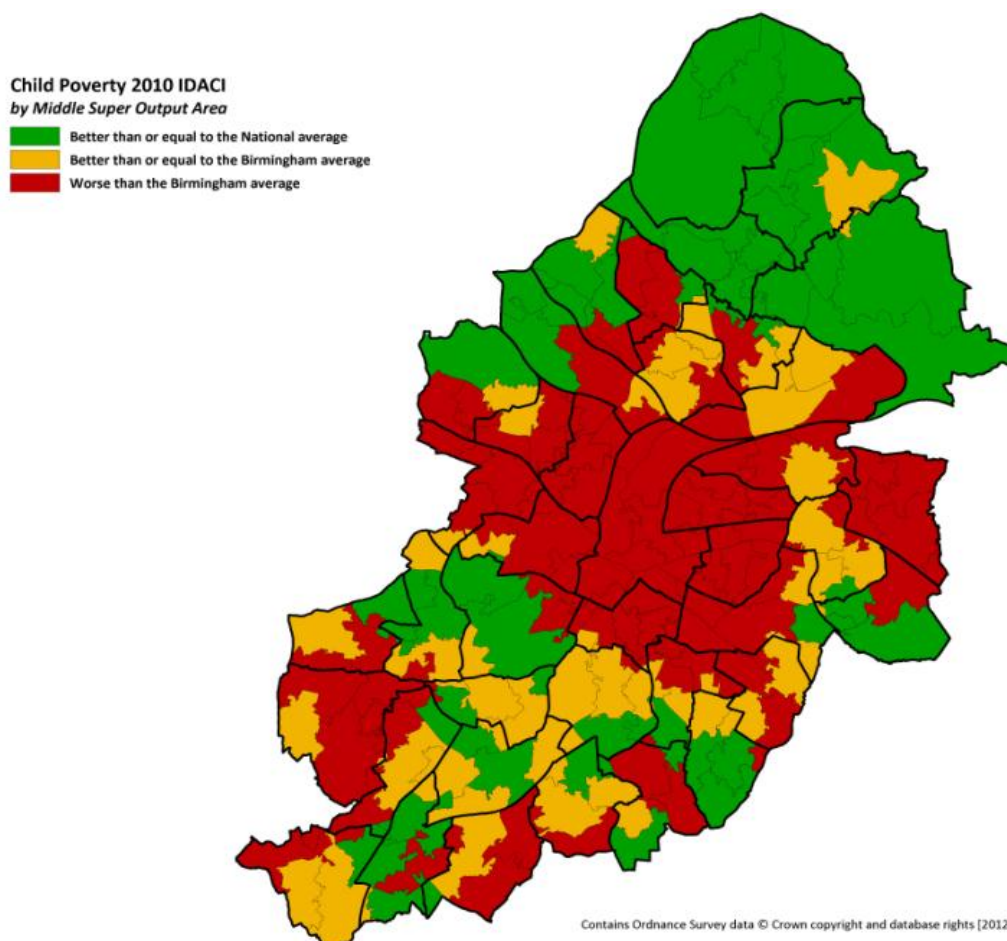 Child Poverty 2010 IDACI
by Middle Super Output Area
Better than or equal to the National average
Better than or equal to the Birmingham average
Worse than the Birmingham average
Contains Ordnance Survey data © Crown copyright and database rights [2012